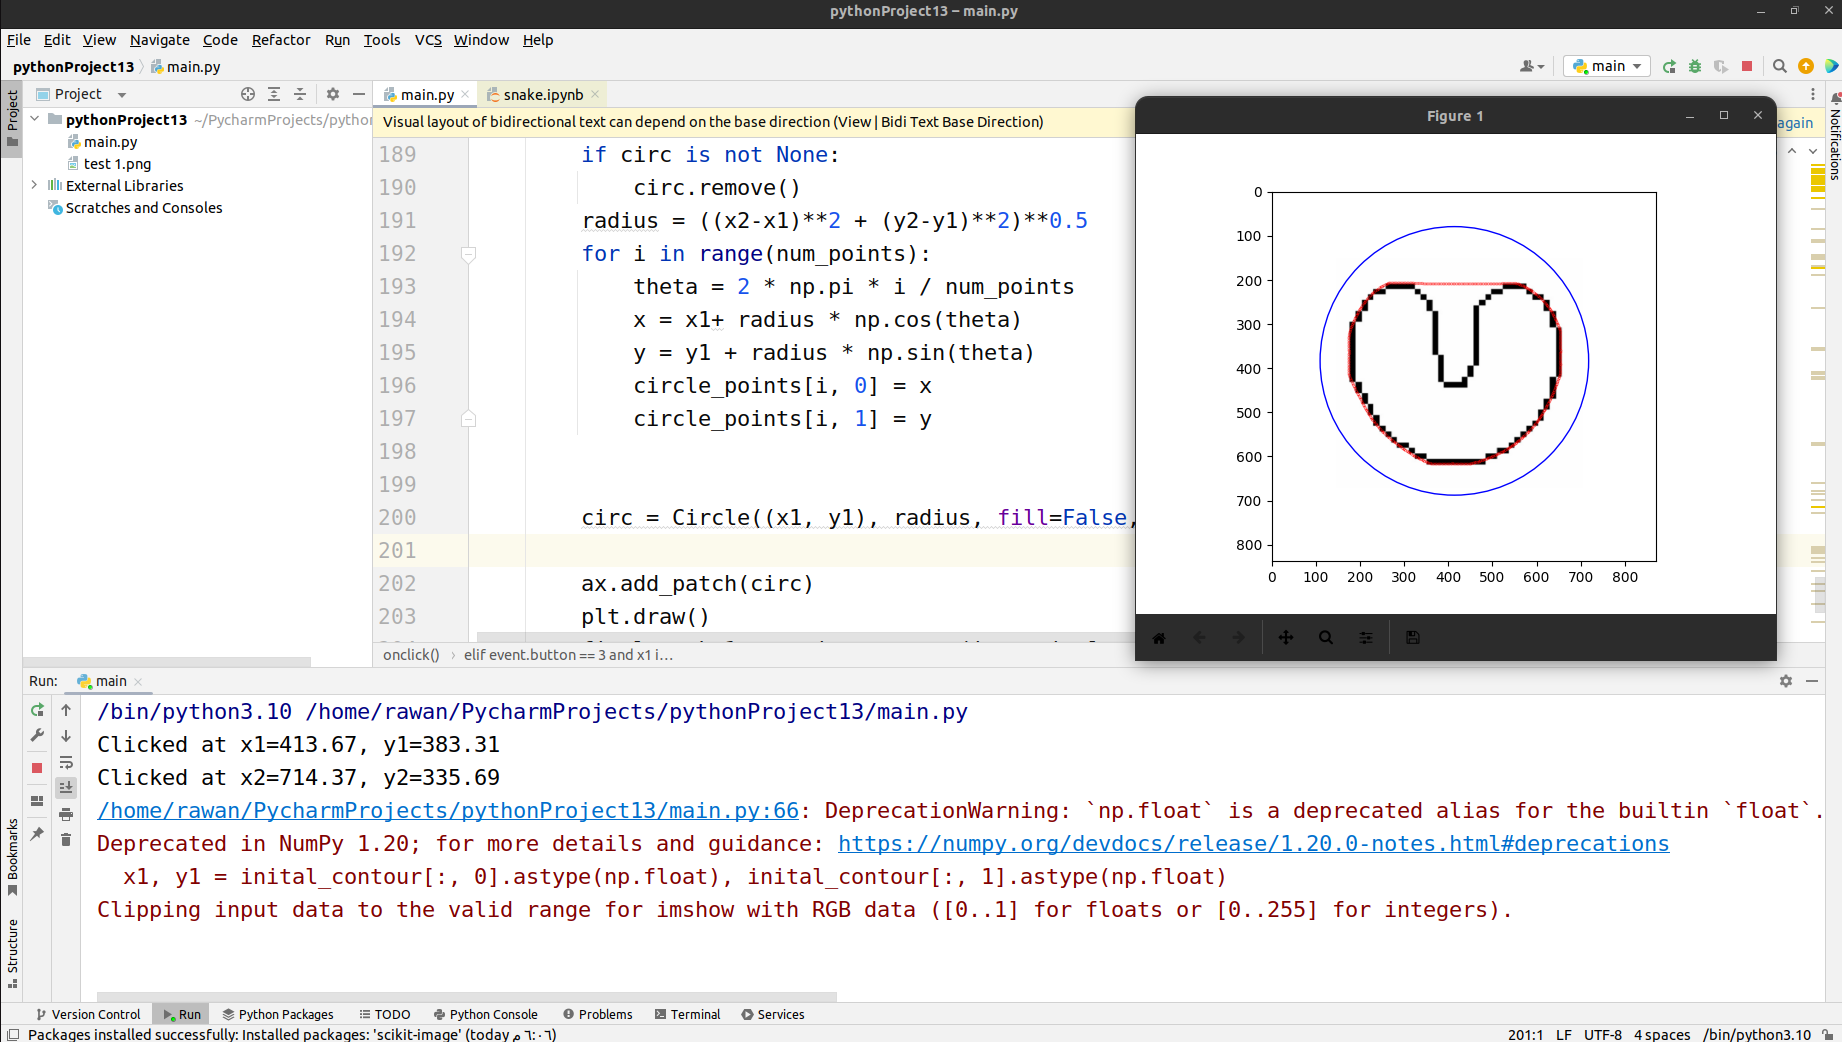 pythonProject13 – main.py
File Edit View Navigate Code Refactor Run Tools VCS Window Help
pythonProject13 main.py
main
Project
main.py
snake.ipynb
Project
pythonProject13 ~/PycharmProjects/pythor
main.py
test 1.png
External Libraries
Scratches and Consoles
Visual layout of bidirectional text can depend on the base direction (View | Bidi Text Base Direction)
again
Notifications
189 if circ is not None:
190 circ.remove()
191 radius = ((x2-x1)**2 + (y2-y1)**2)**0.5
192 for i in range(num_points):
193 theta = 2 * np.pi * i / num_points
194 x = x1+ radius * np.cos(theta)
195 y = y1 + radius * np.sin(theta)
196 circle_points[i, 0] = x
197 circle_points[i, 1] = y
198
199
200 circ = Circle((x1, y1), radius, fill=False,
201
202 ax.add_patch(circ)
203 plt.draw()
onclick() elif event.button == 3 and x1 i...
Figure 1
0
100
200
300
400
500
600
700
800
0 100 200 300 400 500 600 700 800
Run: main
/bin/python3.10 /home/rawan/PycharmProjects/pythonProject13/main.py
Clicked at x1=413.67, y1=383.31
Clicked at x2=714.37, y2=335.69
/home/rawan/PycharmProjects/pythonProject13/main.py:66: DeprecationWarning: `np.float` is a deprecated alias for the builtin `float`.
Deprecated in NumPy 1.20; for more details and guidance: https://numpy.org/devdocs/release/1.20.0-notes.html#deprecations
x1, y1 = inital_contour[:, 0].astype(np.float), inital_contour[:, 1].astype(np.float)
Clipping input data to the valid range for imshow with RGB data ([0..1] for floats or [0..255] for integers).
Bookmarks
Structure
Version Control Run Python Packages TODO Python Console Problems Terminal Services
Packages installed successfully: Installed packages: 'scikit-image' (today م ٦:٠٦)
201:1 LF UTF-8 4 spaces /bin/python3.10